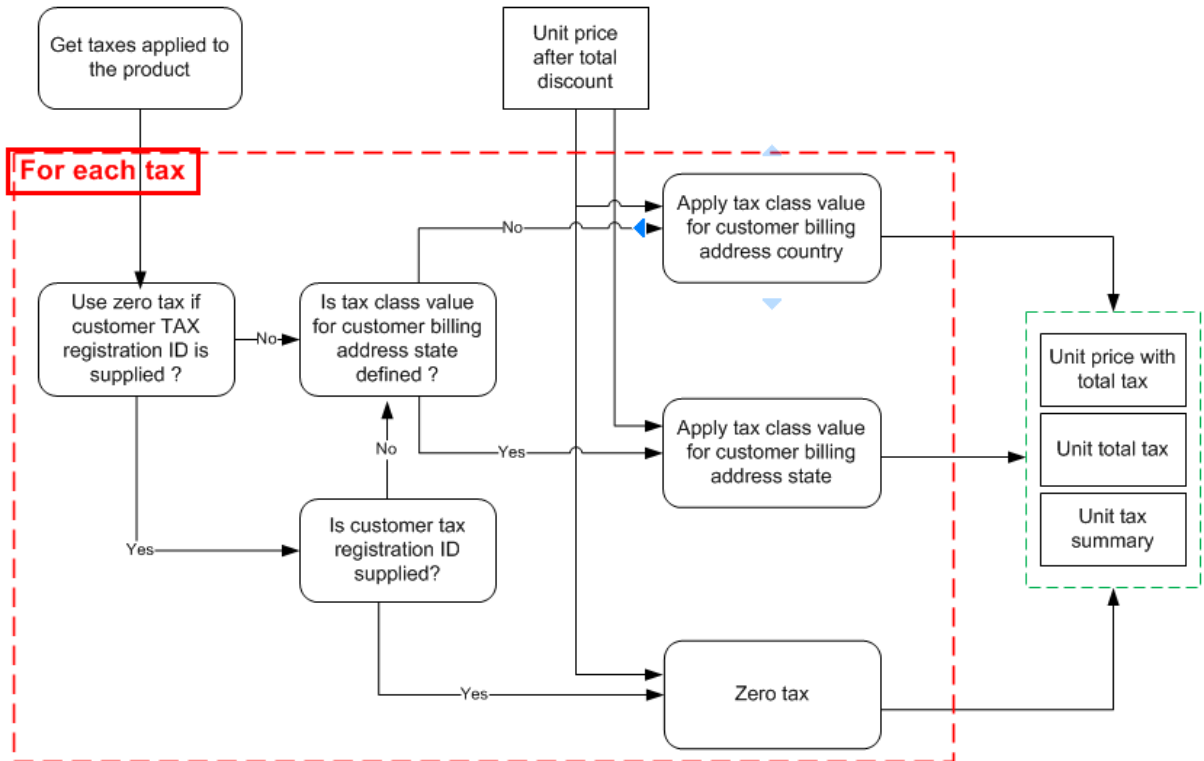 Get taxes applied to
the product
Unit price
after total
discount
For each tax
Apply tax class value
for customer billing
address country
No
Use zero tax if
customer TAX
registration ID is
supplied ?
No
Is tax class value
for customer billing
address state
defined ?
Unit price with
total tax
Apply tax class value
for customer billing
address state
Yes
No
Unit total tax
Is customer tax
registration ID
supplied?
Yes
Unit tax
summary
Yes
Zero tax